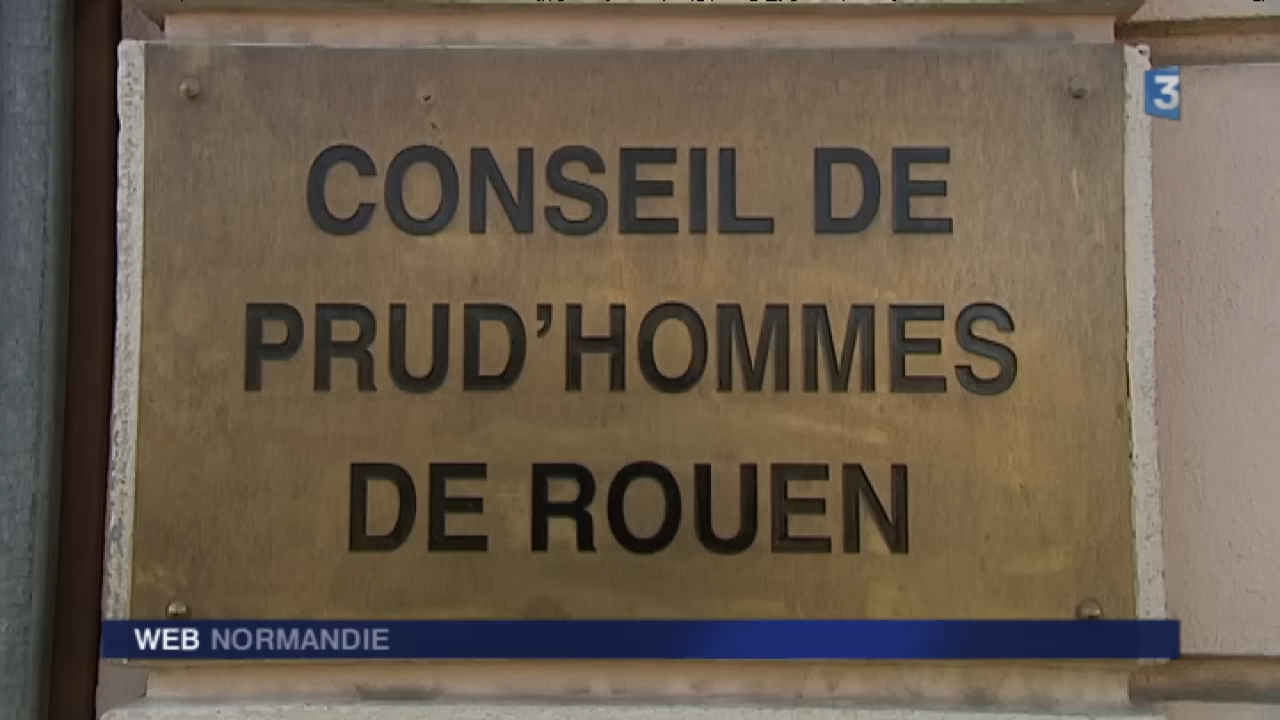 3
CONSEIL DE
PRUD'HOMMES
DE ROUEN
WEB NORMANDIE